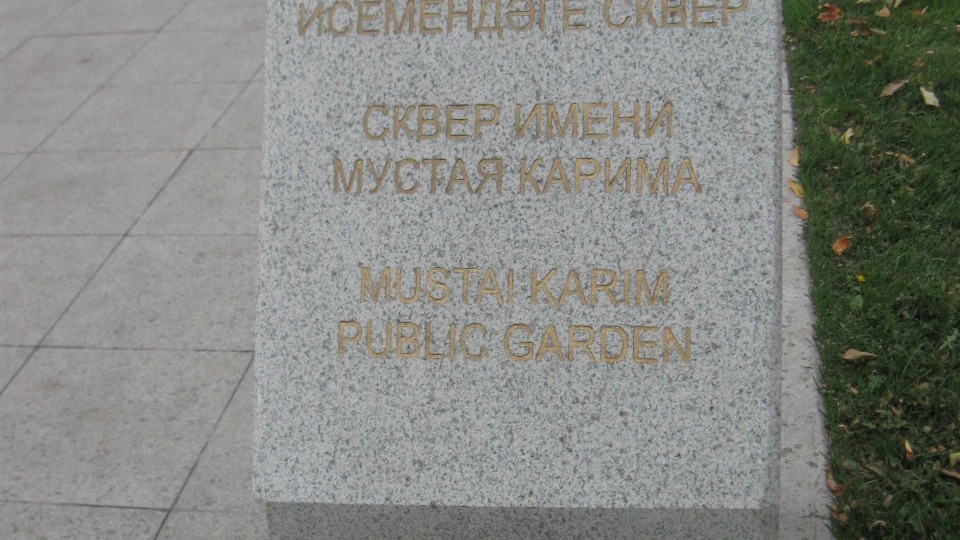 ИСЕМЕНДӘГЕ СКВЕР
СКВЕР ИМЕНИ
МУСТАЯ КАРИМА
MUSTAI KARIM
PUBLIC GARDEN